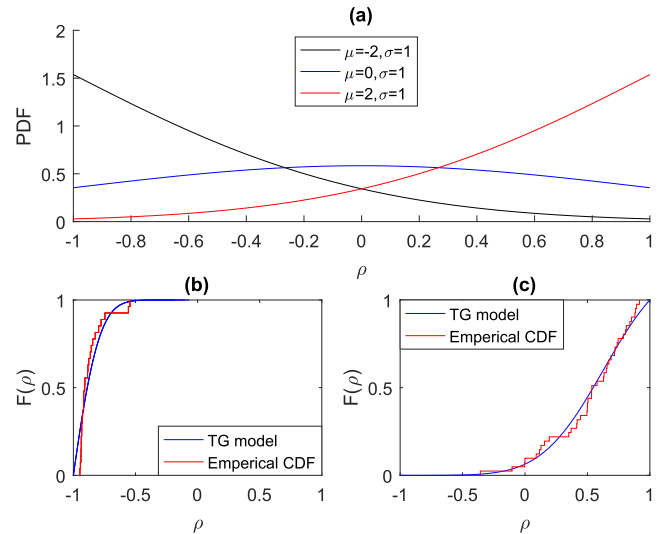 (a)
2
1.5
1
0.5
0
PDF
μ=-2,σ=1
μ=0,σ=1
μ=2,σ=1
-1 -0.8 -0.6 -0.4 -0.2 0 0.2 0.4 0.6 0.8 1
ρ
(b)
1
0.5
0
F(ρ)
TG model
Emperical CDF
-1 -0.5 0 0.5 1
ρ
(c)
1
0.5
0
F(ρ)
TG model
Emperical CDF
-1 -0.5 0 0.5 1
ρ